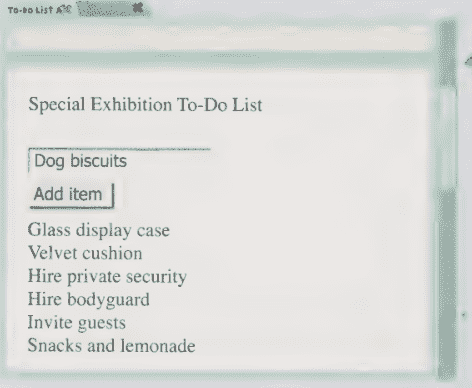 To-Do List
Special Exhibition To-Do List
Dog biscuits
Add item
Glass display case
Velvet cushion
Hire private security
Hire bodyguard
Invite guests
Snacks and lemonade